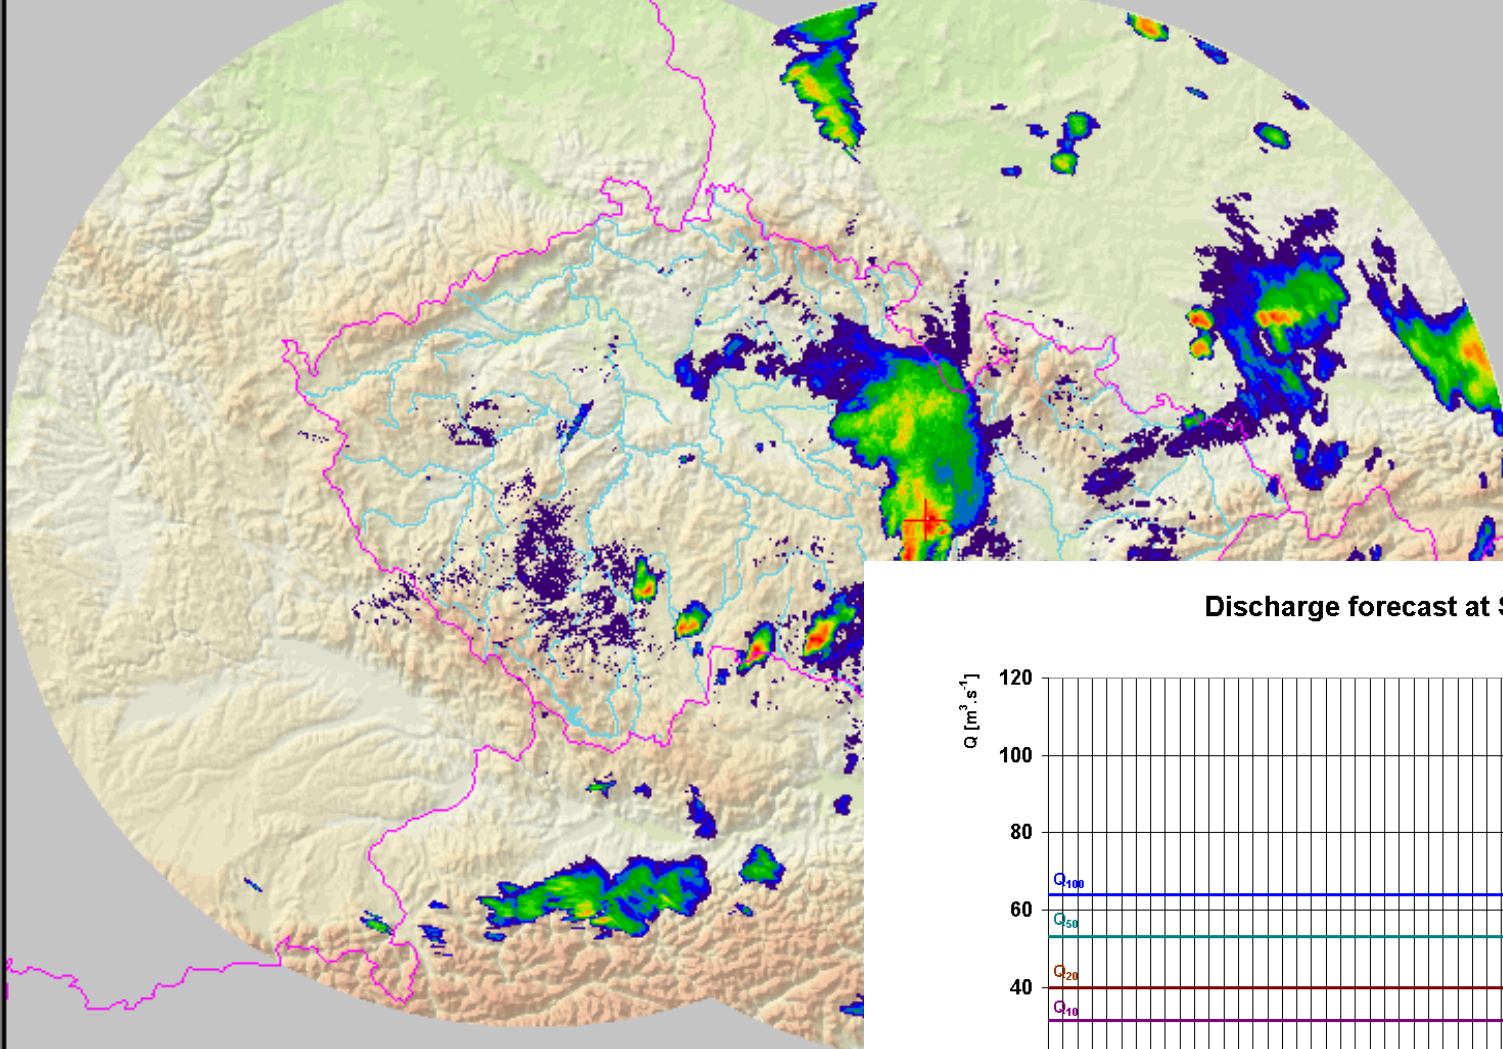 Discharge forecast at S
Q [m³.s⁻¹]
120
100
80
Q₁₀₀
60
Q₅₀
Q₂₀
40
Q₁₀